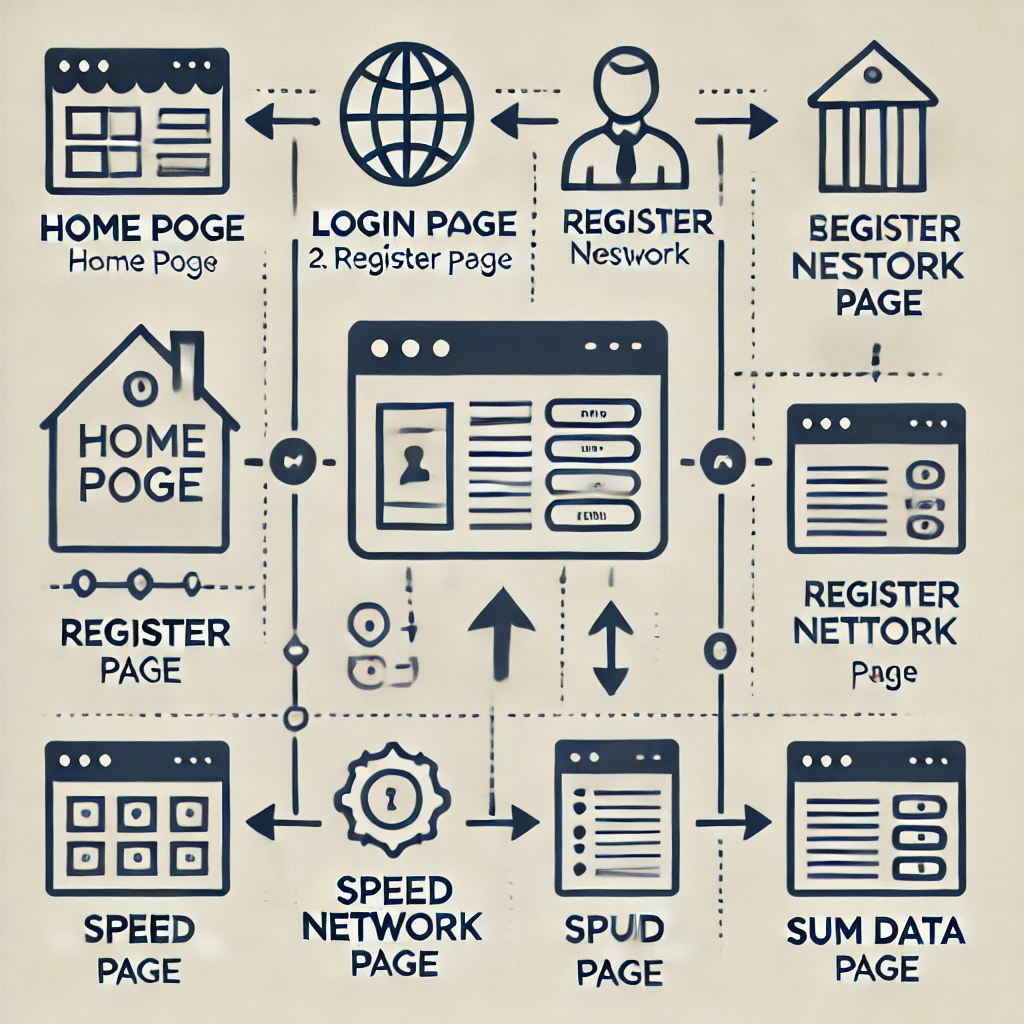 HOME POGE
Home Poge
LOGIN PAGE
2. Register page
REGISTER
Neswork
BEGISTER
NESTORK
PAGE
HOME
POGE
REGISTER
PAGE
REGISTER
NETTORK
Page
SPEED
PAGE
SPEED
NETWORK
PAGE
SPUD
PAGE
SUM DATA
PAGE